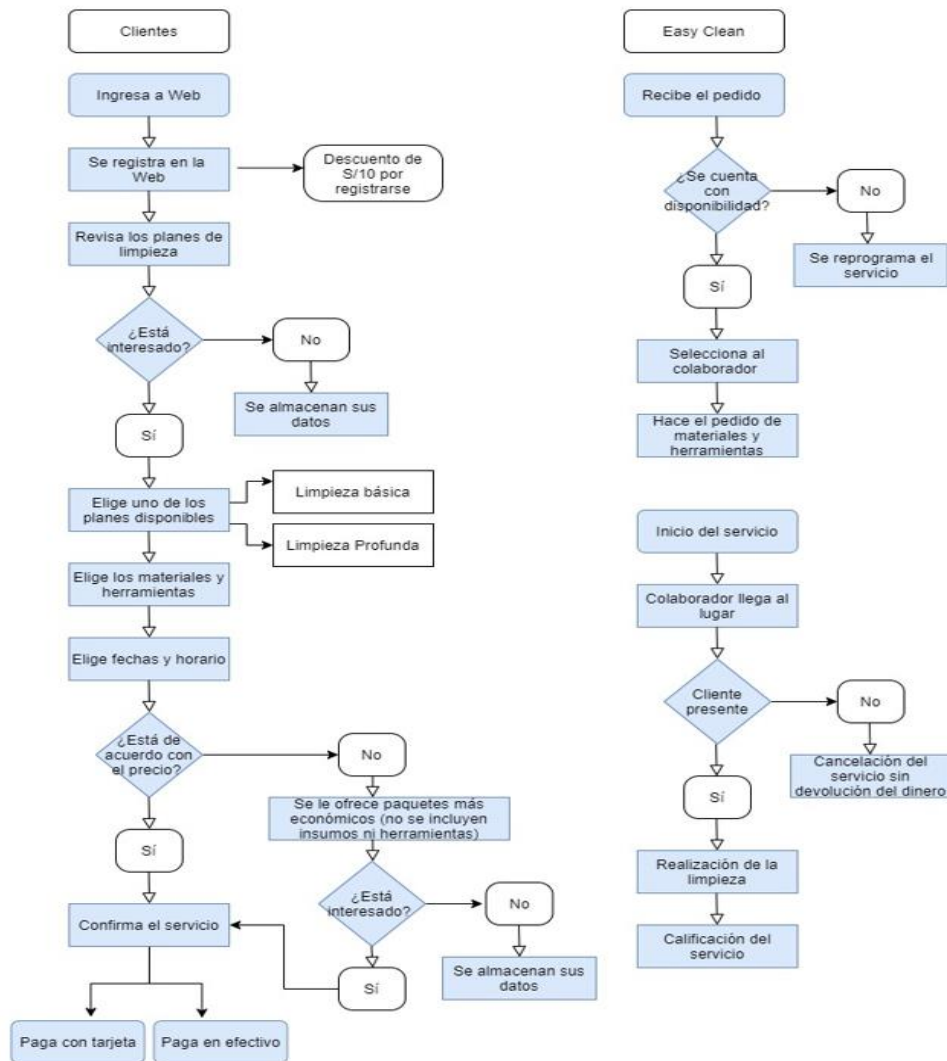 Clientes
Ingresa a Web
Se registra en la
Web
Descuento de
S/10 por
registrarse
Revisa los planes de
limpieza
¿Está
interesado?
No
Se almacenan sus
datos
Sí
Elige uno de los
planes disponibles
Limpieza básica
Limpieza Profunda
Elige los materiales y
herramientas
Elige fechas y horario
¿Está de
acuerdo con
el precio?
No
Se le ofrece paquetes más
económicos (no se incluyen
insumos ni herramientas)
Sí
¿Está
interesado?
No
Se almacenan sus
datos
Sí
Confirma el servicio
Paga con tarjeta
Paga en efectivo
Easy Clean
Recibe el pedido
¿Se cuenta
con
disponibilidad?
No
Se reprograma el
servicio
Sí
Selecciona al
colaborador
Hace el pedido de
materiales y
herramientas
Inicio del servicio
Colaborador llega al
lugar
Cliente
presente
No
Cancelación del
servicio sin
devolución del dinero
Sí
Realización de la
limpieza
Calificación del
servicio